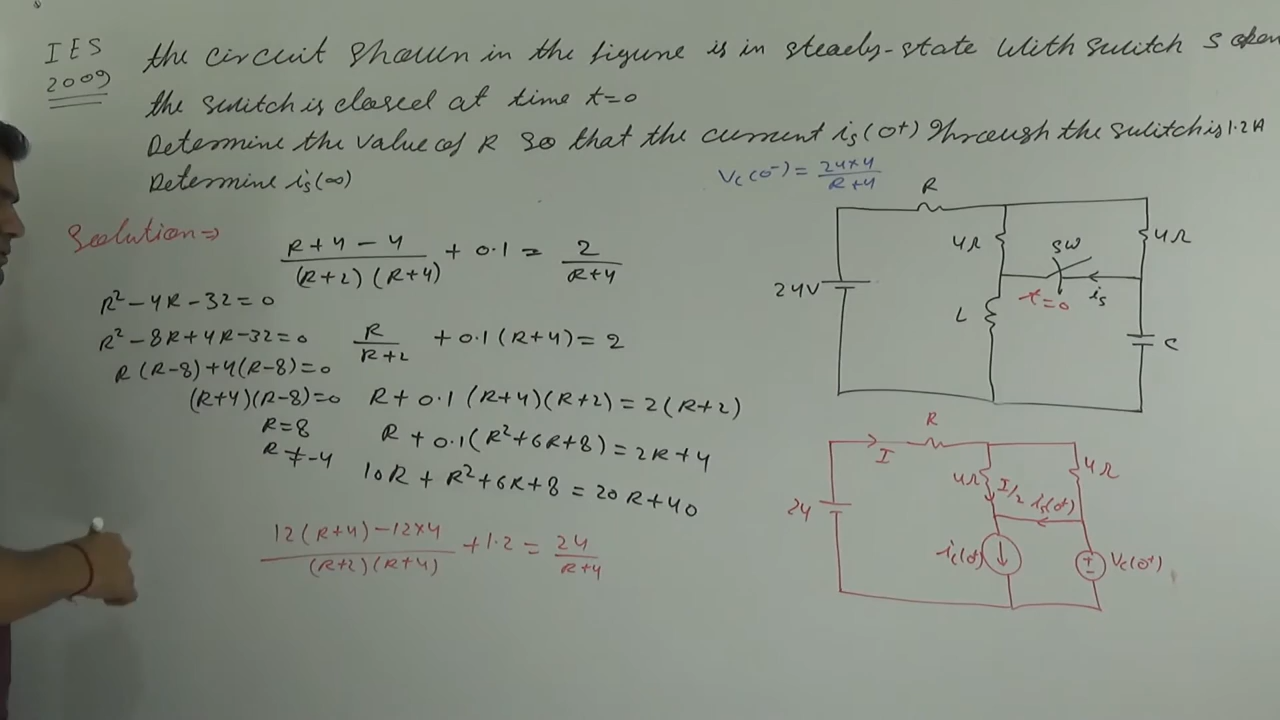 IES
2009
the circuit shown in the figure is in steady-state with switch S open
the switch is closed at time t=0
Determine the value of R so that the current is(0+) through the switch is 1.2A
Determine is(∞)
Vc(0-) = 24×4/(R+4)
Solution ⇒
(R+4-4)/((R+2)(R+4)) + 0.1 = 2/(R+4)
R²-4R-32=0
R²-8R+4R-32=0
R(R-8)+4(R-8)=0
(R+4)(R-8)=0
R=8
R≠-4
R/(R+2) + 0.1(R+4) = 2
R + 0.1(R+4)(R+2) = 2(R+2)
R + 0.1(R²+6R+8) = 2R+4
10R + R²+6R+8 = 20R+40
(12(R+4)-12×4)/((R+2)(R+4)) + 1.2 = 24/(R+4)
R
4Ω
SW
4Ω
24V
t=0
is
L
C
R
I
4Ω
4Ω
I/2
is(0+)
24
iL(0+)
Vc(0+)